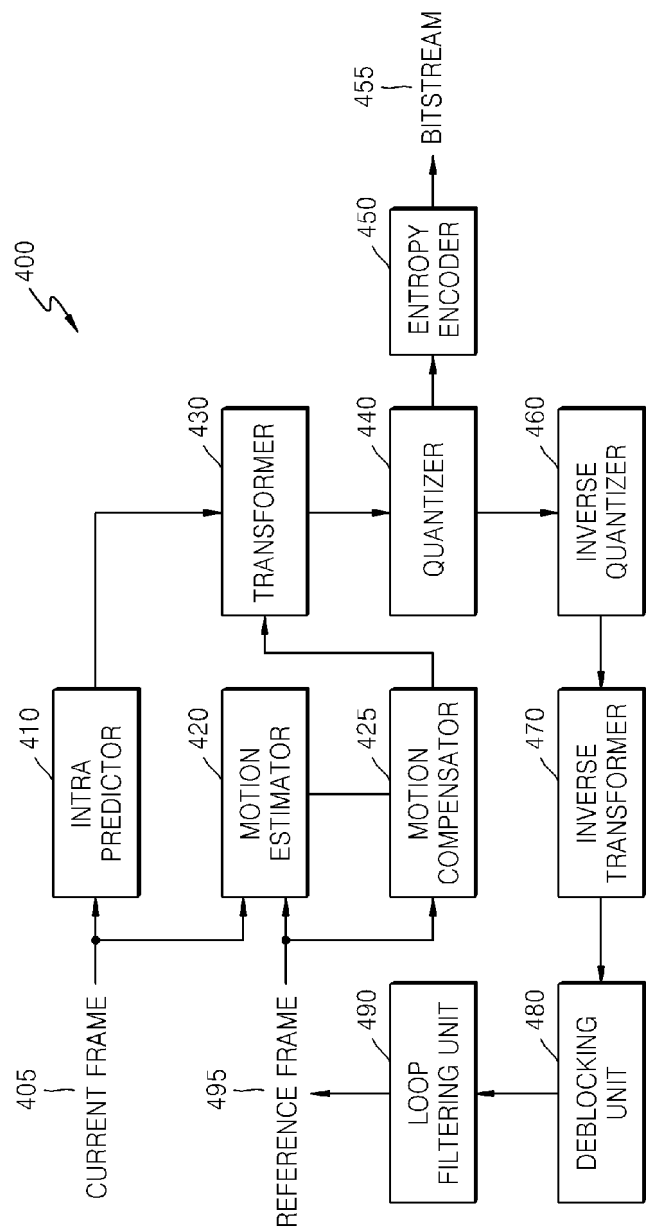 400
405
CURRENT FRAME
410
INTRA
PREDICTOR
495
REFERENCE FRAME
420
MOTION
ESTIMATOR
425
MOTION
COMPENSATOR
430
TRANSFORMER
440
QUANTIZER
450
ENTROPY
ENCODER
455
BITSTREAM
460
INVERSE
QUANTIZER
470
INVERSE
TRANSFORMER
480
DEBLOCKING
UNIT
490
LOOP
FILTERING UNIT